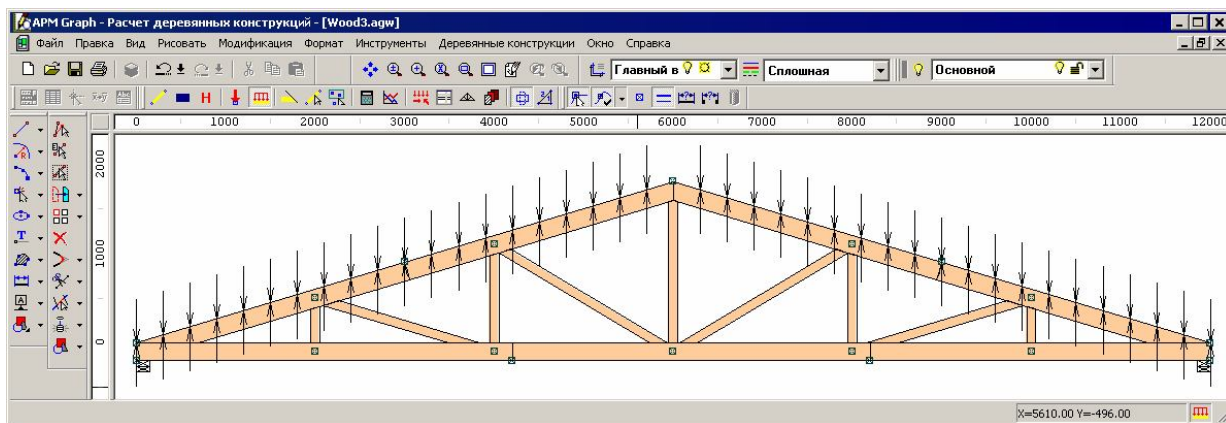 APM Graph - Расчет деревянных конструкций - [Wood3.agw]
Файл Правка Вид Рисовать Модификация Формат Инструменты Деревянные конструкции Окно Справка
Главный в Сплошная Основной
0 1000 2000 3000 4000 5000 6000 7000 8000 9000 10000 11000 12000
2000
1000
0
X=5610.00 Y=-496.00